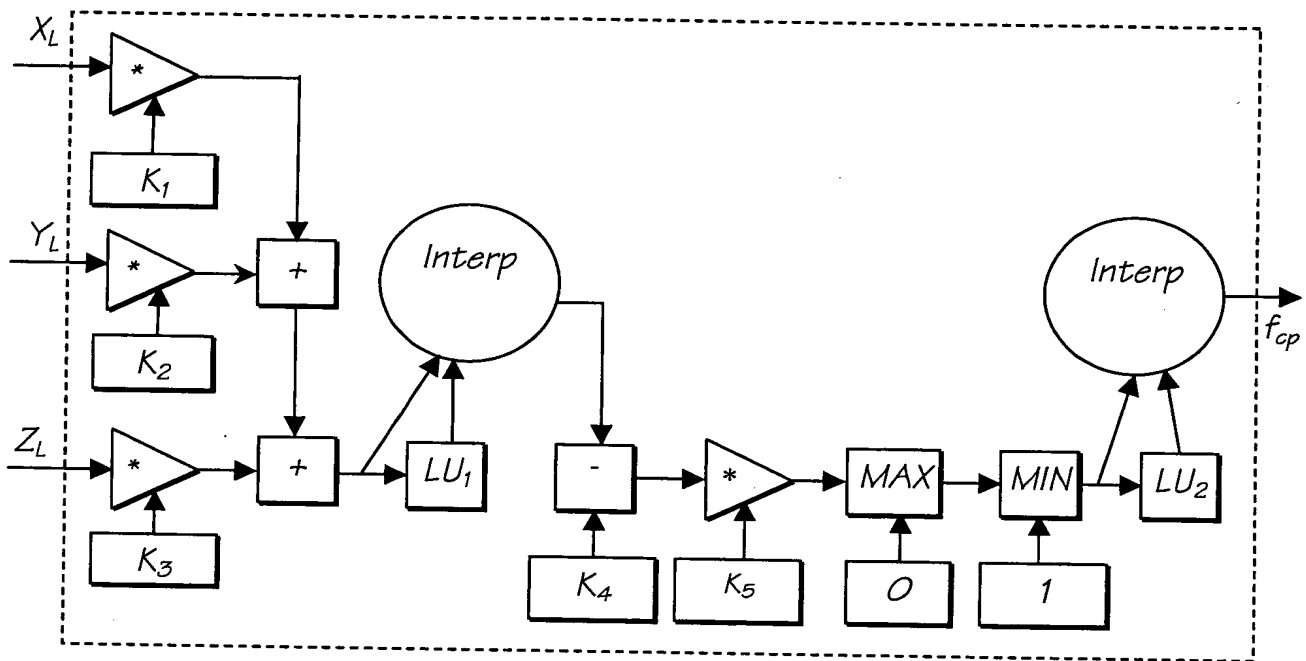 X_L
*
K_1
Y_L
*
+
Interp
Interp
K_2
f_cp
Z_L
*
+
LU_1
-
*
MAX
MIN
LU_2
K_3
K_4
K_5
0
1